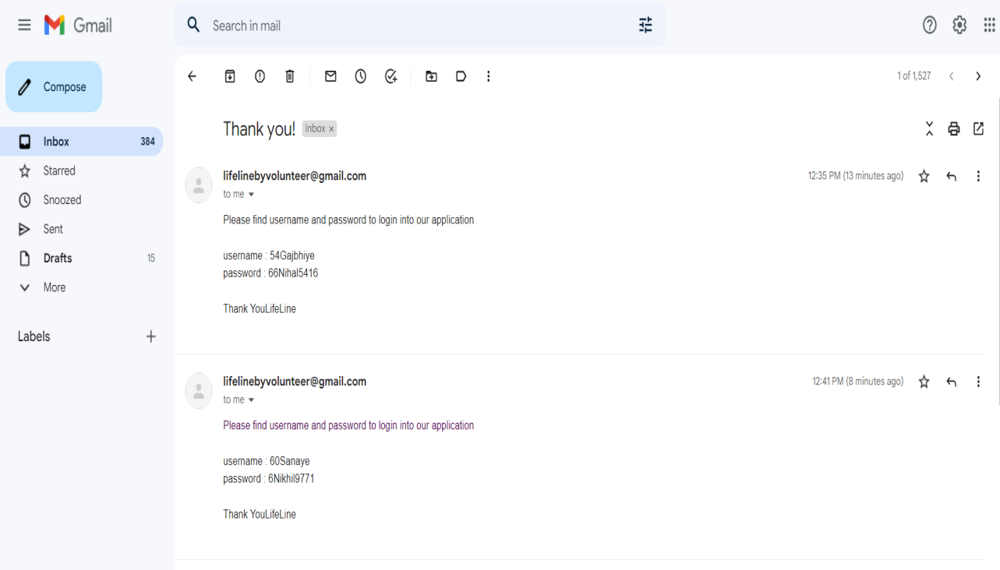 Gmail
Search in mail
Compose
1 of 1,527
Thank you! Inbox x
Inbox 384
Starred
Snoozed
Sent
Drafts 15
More
Labels
lifelinebyvolunteer@gmail.com 12:35 PM (13 minutes ago)
to me
Please find username and password to login into our application
username : 54Gajbhiye
password : 66Nihal5416
Thank YouLifeLine
lifelinebyvolunteer@gmail.com 12:41 PM (8 minutes ago)
to me
Please find username and password to login into our application
username : 60Sanaye
password : 6Nikhil9771
Thank YouLifeLine